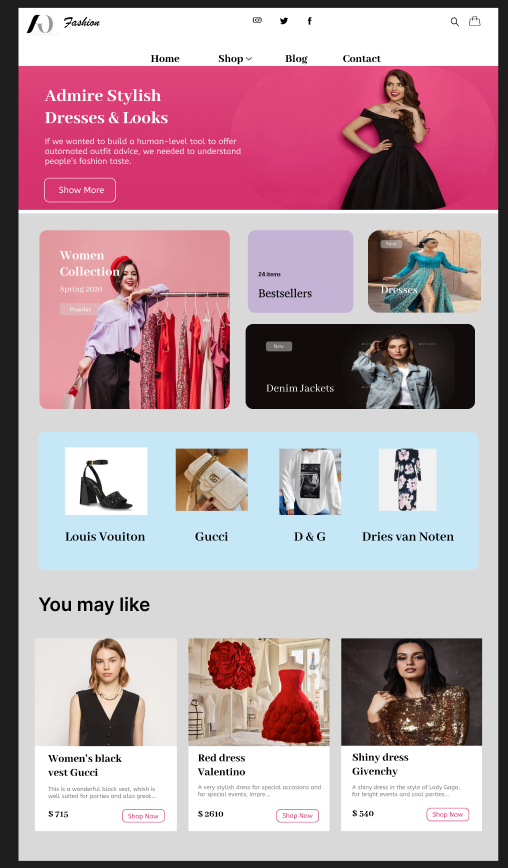 Fashion
Home Shop Blog Contact
Admire Stylish
Dresses & Looks
If we wanted to build a human-level tool to offer
automated outfit advice, we needed to understand
people's fashion taste.
Show More
Women
Collection
Spring 2020
Popular
24 items
Bestsellers
New
Dresses
New
Denim Jackets
Louis Vouiton Gucci D & G Dries van Noten
You may like
Women's black
vest Gucci
This is a wonderful black vest, whish is
well suited for parties and also great...
$ 715
Shop Now
Red dress
Valentino
A very stylish dress for special occasions and
for special events, impre...
$ 2610
Shop Now
Shiny dress
Givenchy
A shiny dress in the style of Lady Gaga,
for bright events and cool parties...
$ 540
Shop Now